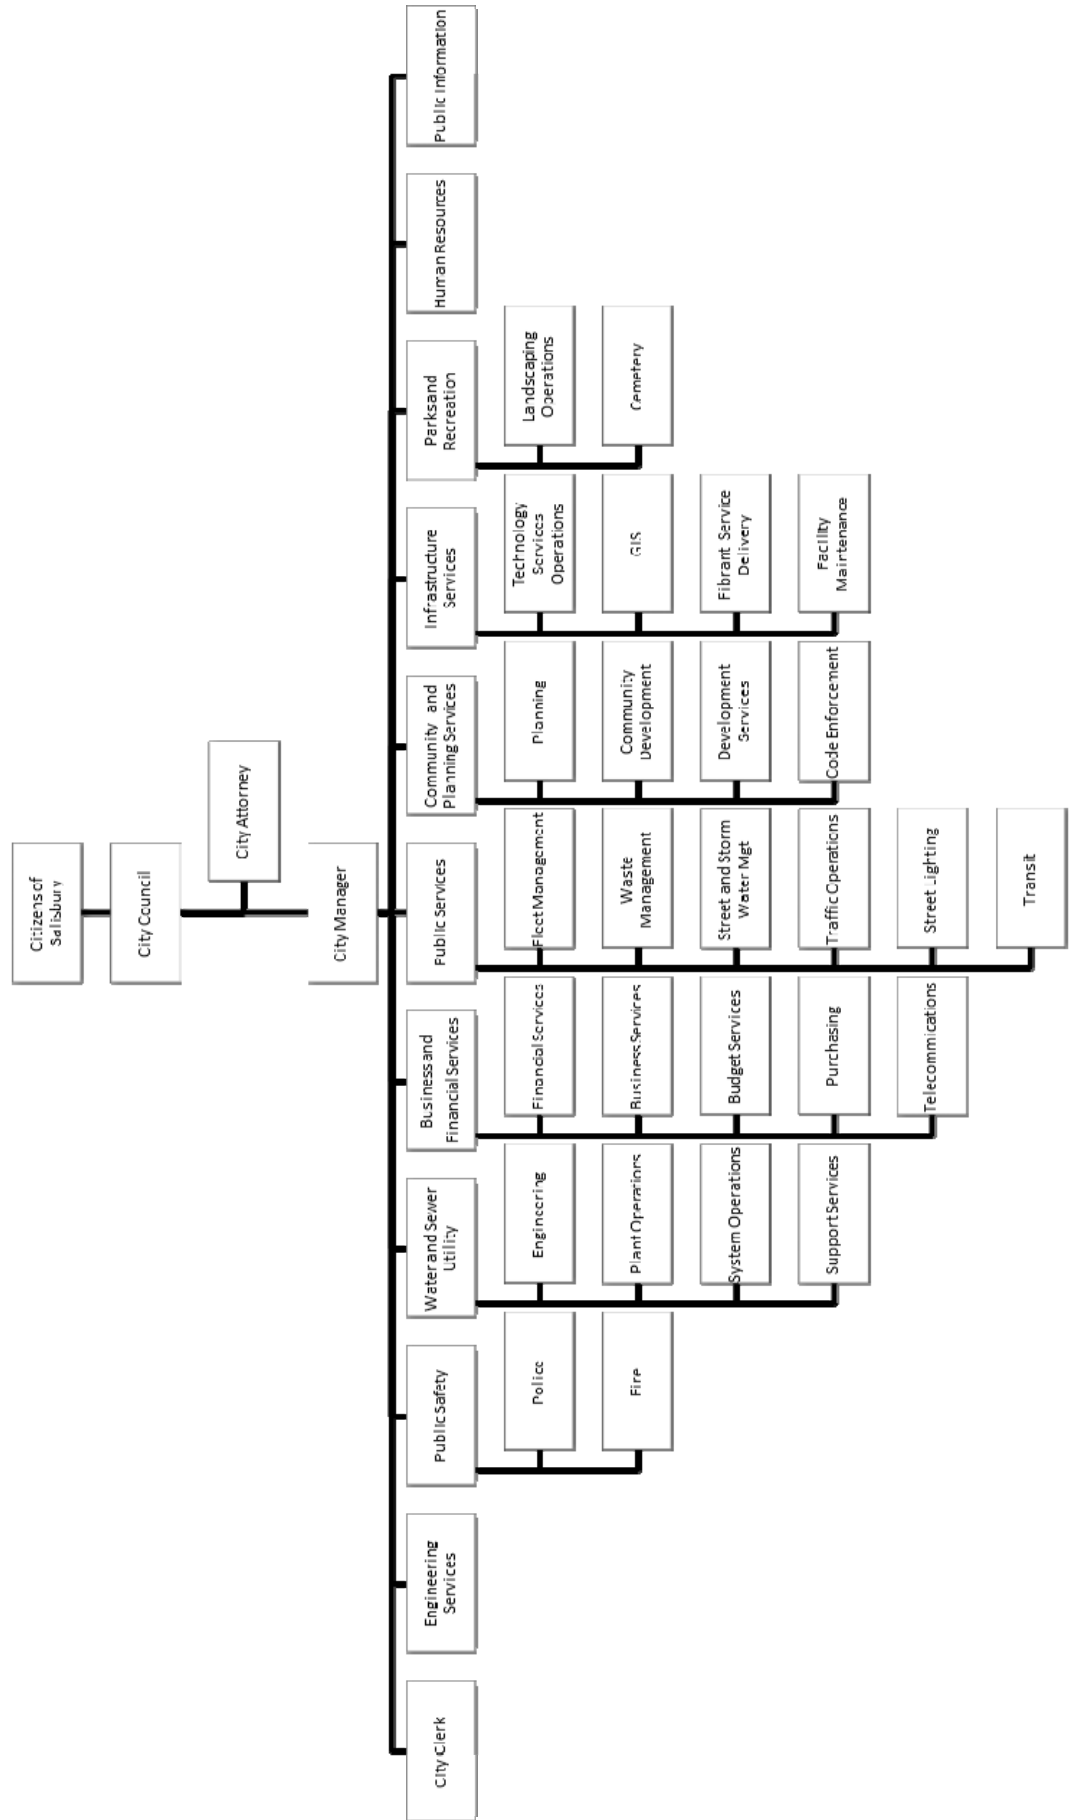 Citizens of
Salisbury
City Council
City Attorney
City Manager
City Clerk
Engineering
Services
Public Safety
Police
Fire
Water and Sewer
Utility
Engineering
Plant Operations
System Operations
Support Services
Business and
Financial Services
Financial Services
Business Services
Budget Services
Purchasing
Telecommications
Public Services
Fleet Management
Waste
Management
Street and Storm
Water Mgt
Traffic Operations
Street Lighting
Transit
Community and
Planning Services
Planning
Community
Development
Development
Services
Code Enforcement
Infrastructure
Services
Technology
Services
Operations
GIS
Fibrant Service
Delivery
Facility
Maintenance
Parks and
Recreation
Landscaping
Operations
Cemetery
Human Resources
Public Information